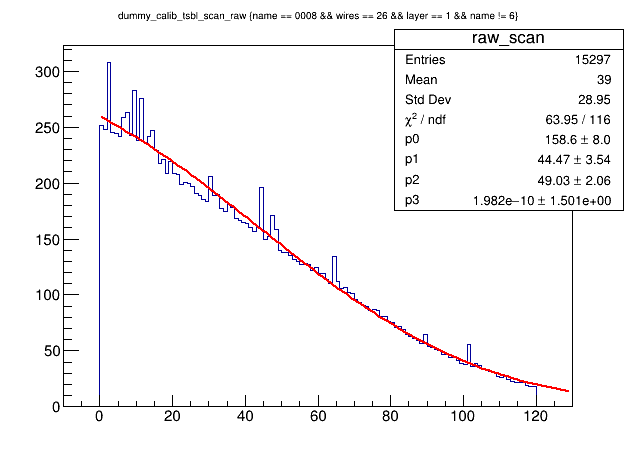 dummy_calib_tsbl_scan_raw {name == 0008 && wires == 26 && layer == 1 && name != 6}
raw_scan
Entries 15297
Mean 39
Std Dev 28.95
χ² / ndf 63.95 / 116
p0 158.6 ± 8.0
p1 44.47 ± 3.54
p2 49.03 ± 2.06
p3 1.982e−10 ± 1.501e+00
300
250
200
150
100
50
0
0 20 40 60 80 100 120